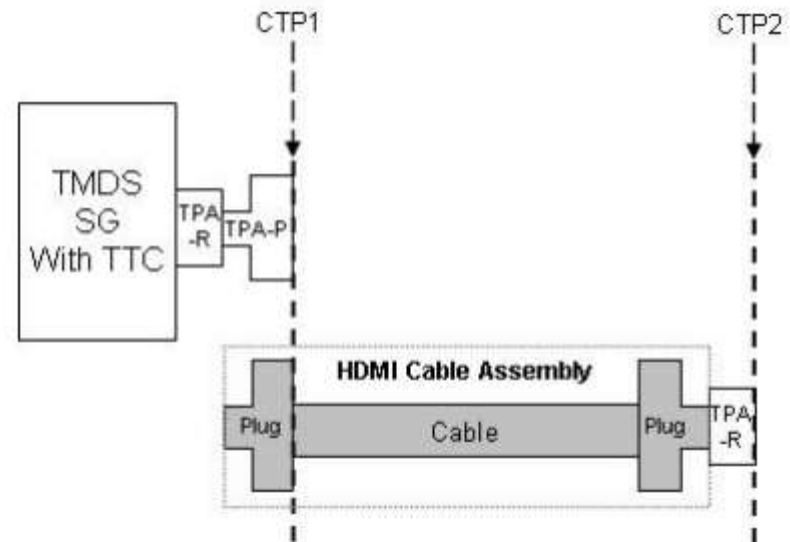 CTP1
CTP2
TMDS
SG
With TTC
TPA
-R
TPA-P
HDMI Cable Assembly
Plug
Cable
Plug
TPA
-R